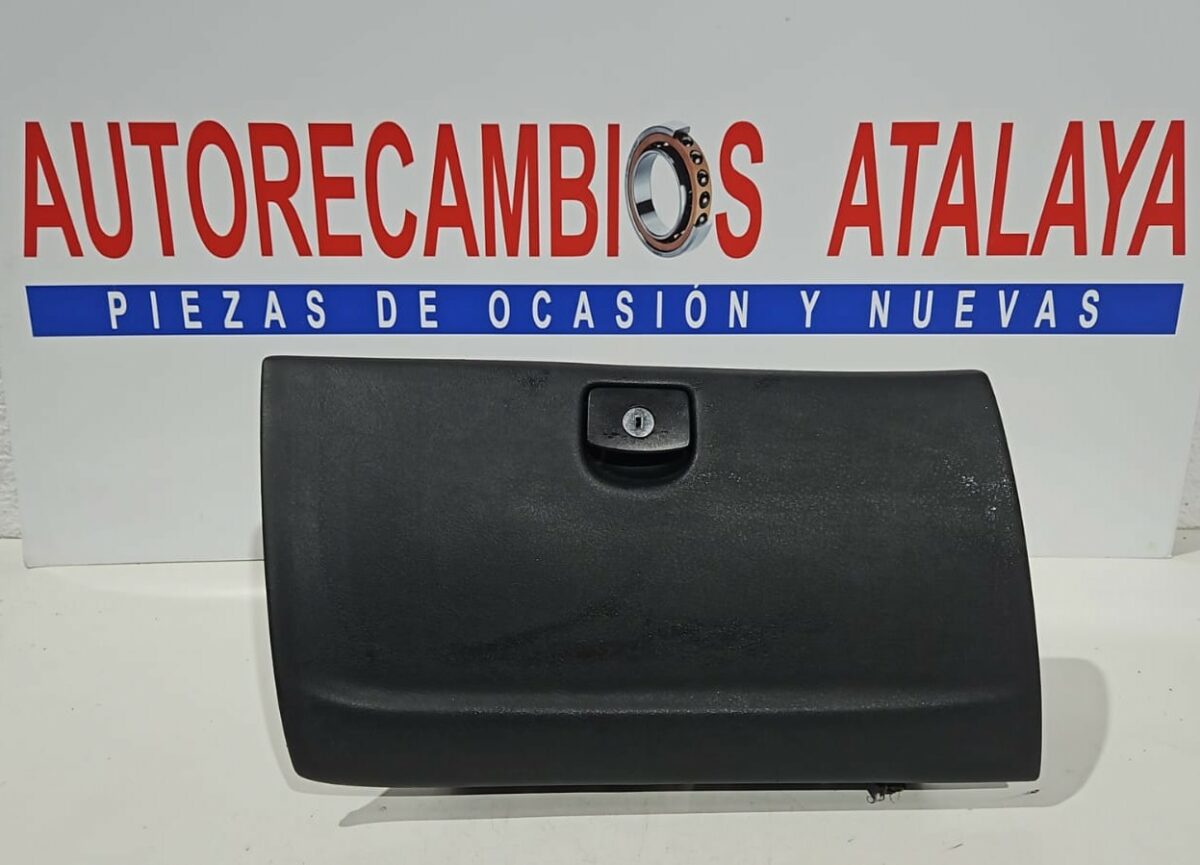 AUTORECAMBIOS ATALAYA
PIEZAS DE OCASIÓN Y NUEVAS